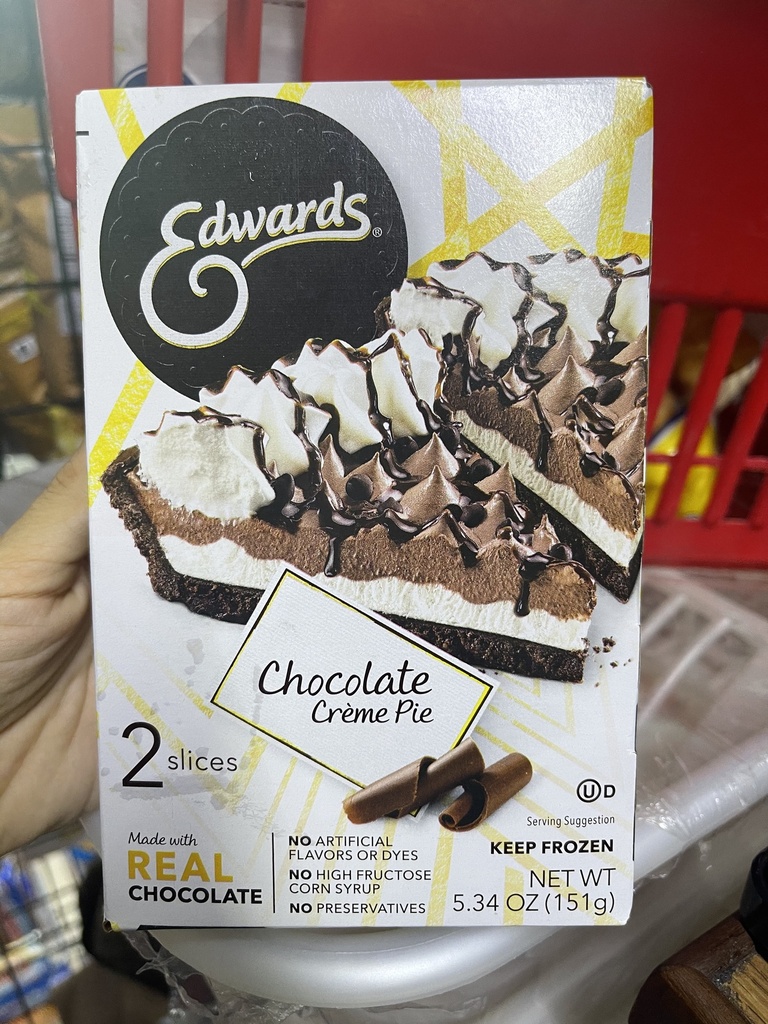 Edwards®
Chocolate
Crème Pie
2 slices
Made with
REAL
CHOCOLATE
NO ARTIFICIAL
FLAVORS OR DYES
NO HIGH FRUCTOSE
CORN SYRUP
NO PRESERVATIVES
U D
Serving Suggestion
KEEP FROZEN
NET WT
5.34 OZ (151g)